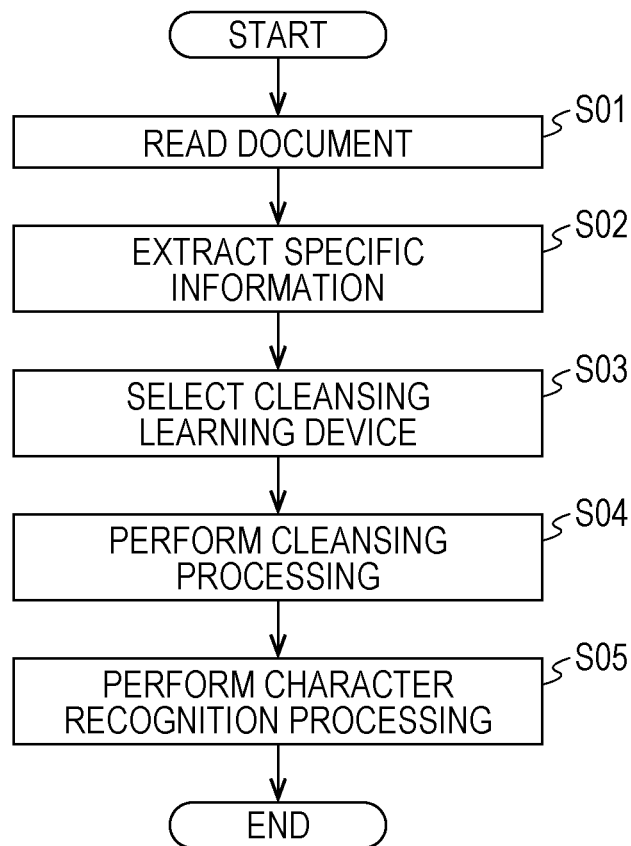 START
S01
READ DOCUMENT
S02
EXTRACT SPECIFIC
INFORMATION
S03
SELECT CLEANSING
LEARNING DEVICE
S04
PERFORM CLEANSING
PROCESSING
S05
PERFORM CHARACTER
RECOGNITION PROCESSING
END